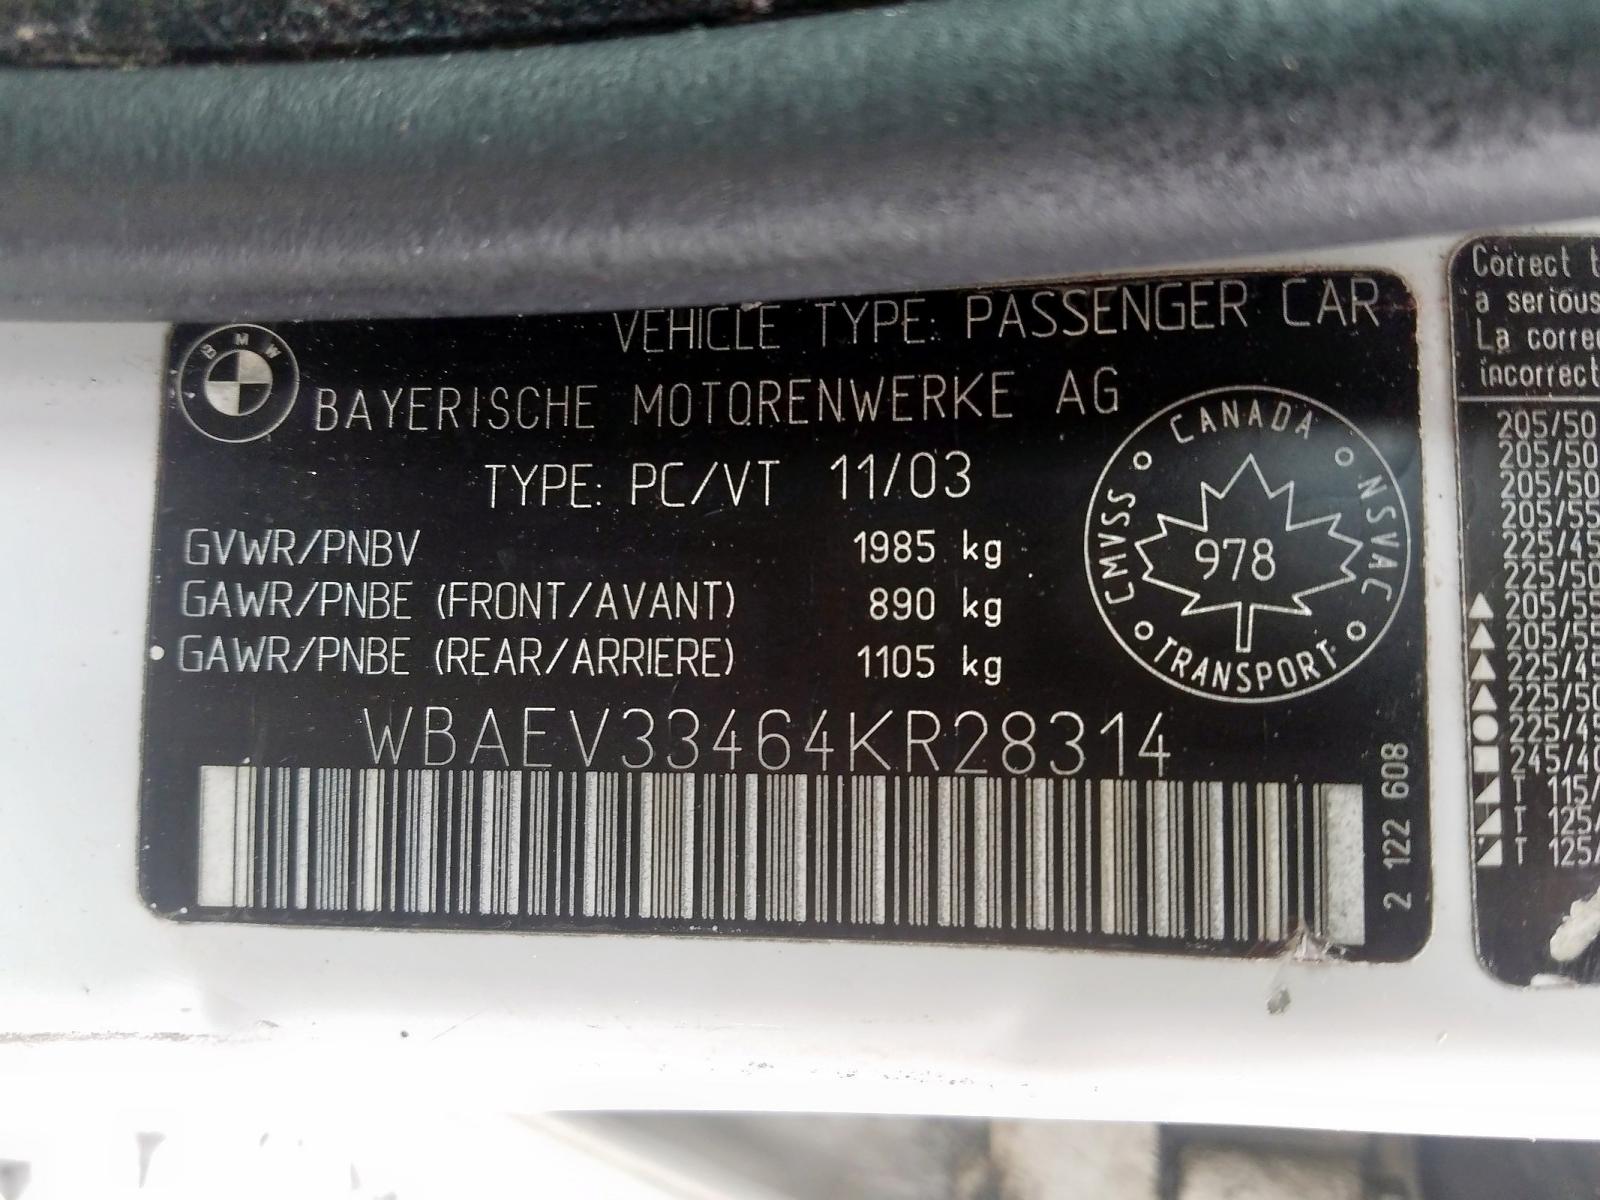 VEHICLE TYPE: PASSENGER CAR
BMW
BAYERISCHE MOTORENWERKE AG
TYPE: PC/VT 11/03
GVWR/PNBV 1985 kg
GAWR/PNBE (FRONT/AVANT) 890 kg
GAWR/PNBE (REAR/ARRIERE) 1105 kg
WBAEV33464KR28314
2 122 608
CANADA
NSVAC
TRANSPORT
CMVSS
978
Correct
a serious
La
incorrect
205/50
205/50
205/50
205/55
225/45
225/50
205/55
205/55
225/45
225/50
225/45
245/40
T 115/
T 125/
T 125/